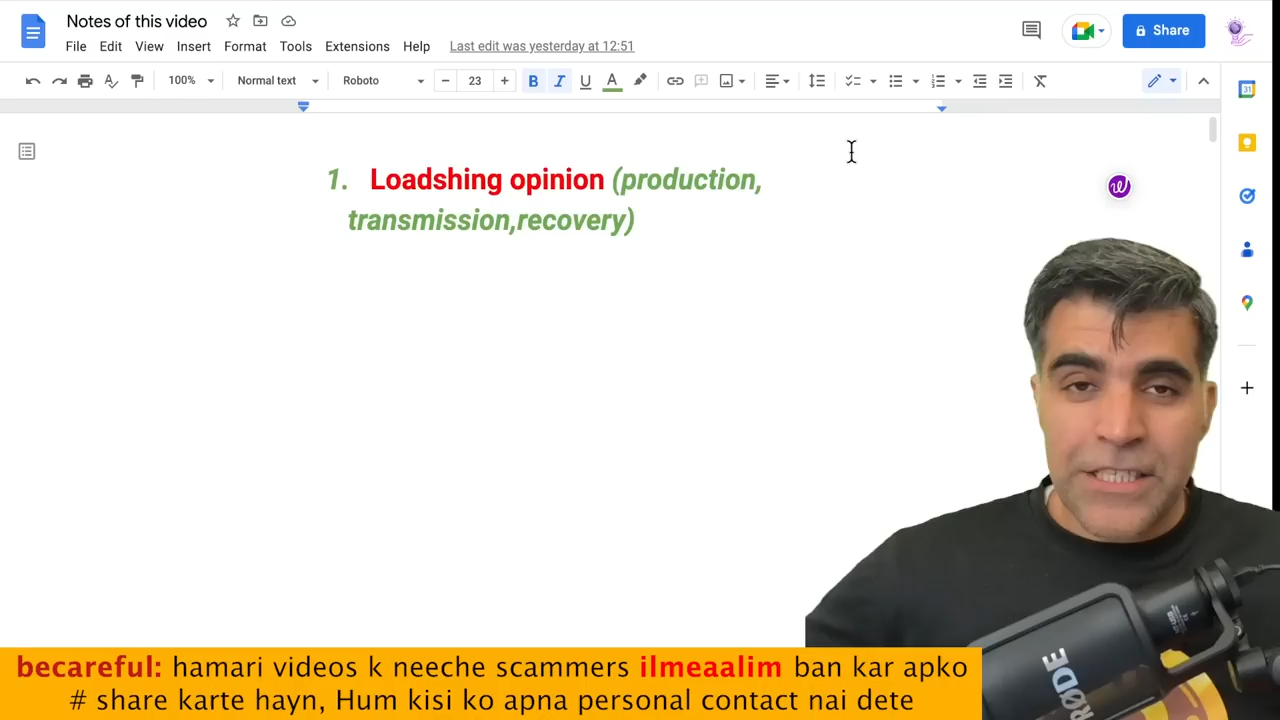 Notes of this video
File Edit View Insert Format Tools Extensions Help Last edit was yesterday at 12:51
Share
100% Normal text Roboto 23 B I U A
31
1. Loadshing opinion (production,
transmission,recovery)
RØDE
becareful: hamari videos k neeche scammers ilmeaalim ban kar apko
# share karte hayn, Hum kisi ko apna personal contact nai dete